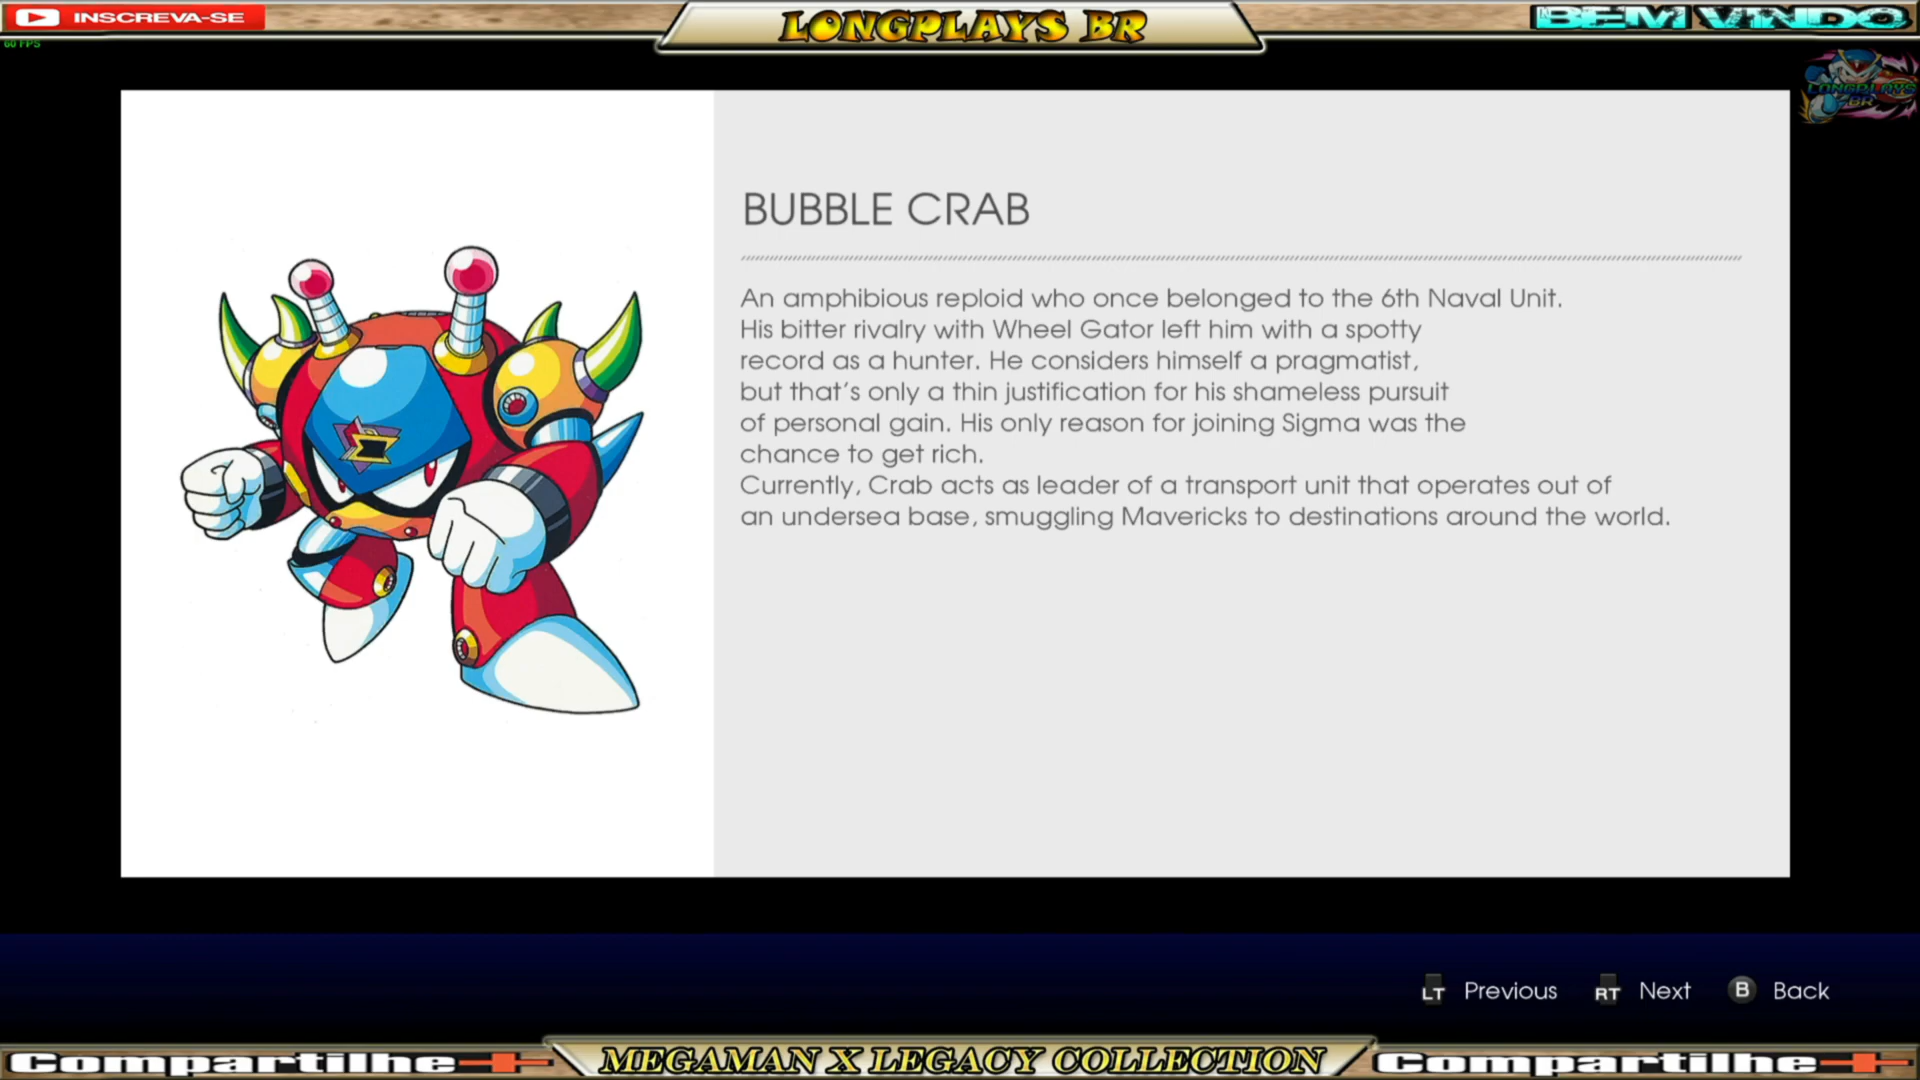 INSCREVA-SE
LONGPLAYS BR
BEM VINDO
60 FPS
LONGPLAYS
BR
BUBBLE CRAB
An amphibious reploid who once belonged to the 6th Naval Unit.
His bitter rivalry with Wheel Gator left him with a spotty
record as a hunter. He considers himself a pragmatist,
but that's only a thin justification for his shameless pursuit
of personal gain. His only reason for joining Sigma was the
chance to get rich.
Currently, Crab acts as leader of a transport unit that operates out of
an undersea base, smuggling Mavericks to destinations around the world.
LT Previous RT Next B Back
Compartilhe
MEGAMAN X LEGACY COLLECTION
Compartilhe